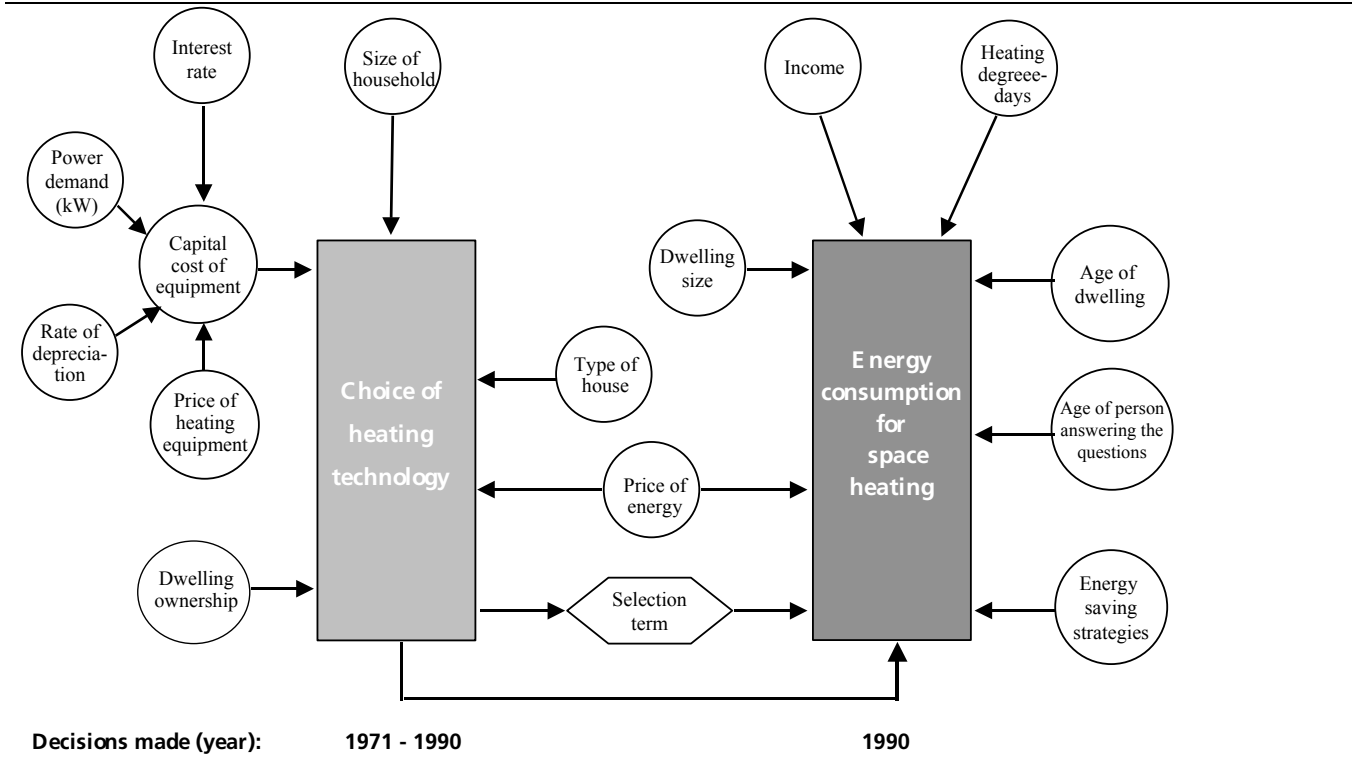 Interest
rate
Size of
household
Income
Heating
degreee-
days
Power
demand
(kW)
Capital
cost of
equipment
Rate of
deprecia-
tion
Price of
heating
equipment
Dwelling
size
Age of
dwelling
Type of
house
Choice of
heating
technology
Energy
consumption
for
space
heating
Age of person
answering the
questions
Price of
energy
Dwelling
ownership
Selection
term
Energy
saving
strategies
Decisions made (year): 1971 - 1990 1990